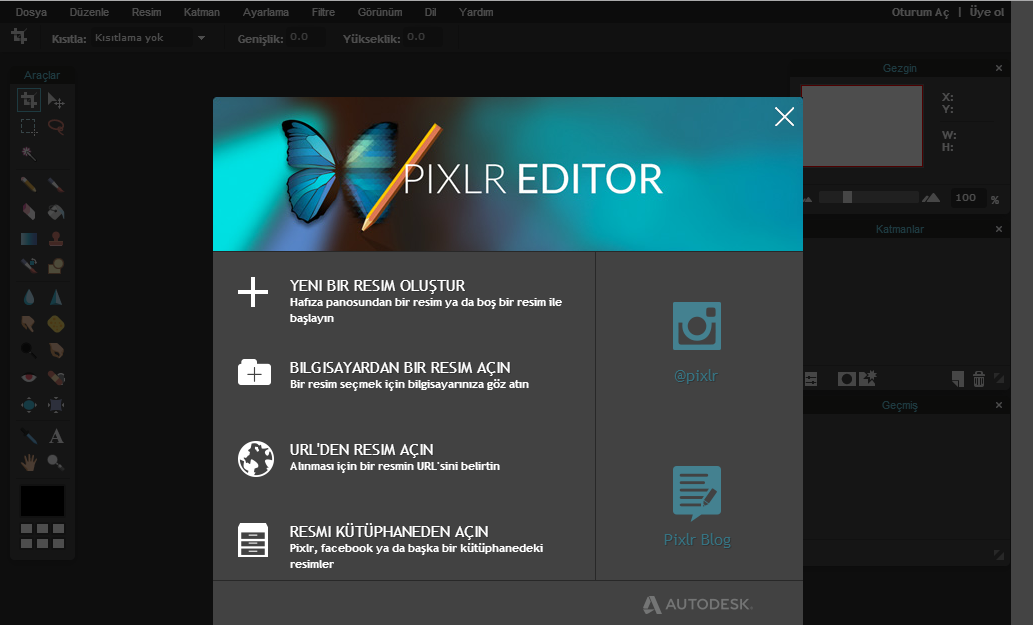 Dosya Düzenle Resim Katman Ayarlama Filtre Görünüm Dil Yardım Oturum Aç | Üye ol
Kısıtla: Kısıtlama yok Genişlik: 0.0 Yükseklik: 0.0
Araçlar
Gezgin
X:
Y:
W:
H:
100 %
Katmanlar
Geçmiş
PIXLR EDITOR
YENI BIR RESIM OLUŞTUR
Hafıza panosundan bir resim ya da boş bir resim ile
başlayın
BILGISAYARDAN BIR RESIM AÇIN
Bir resim seçmek için bilgisayarınıza göz atın
URL'DEN RESIM AÇIN
Alınması için bir resmin URL'sini belirtin
RESMI KÜTÜPHANEDEN AÇIN
Pixlr, facebook ya da başka bir kütüphanedeki
resimler
@pixlr
Pixlr Blog
AUTODESK.